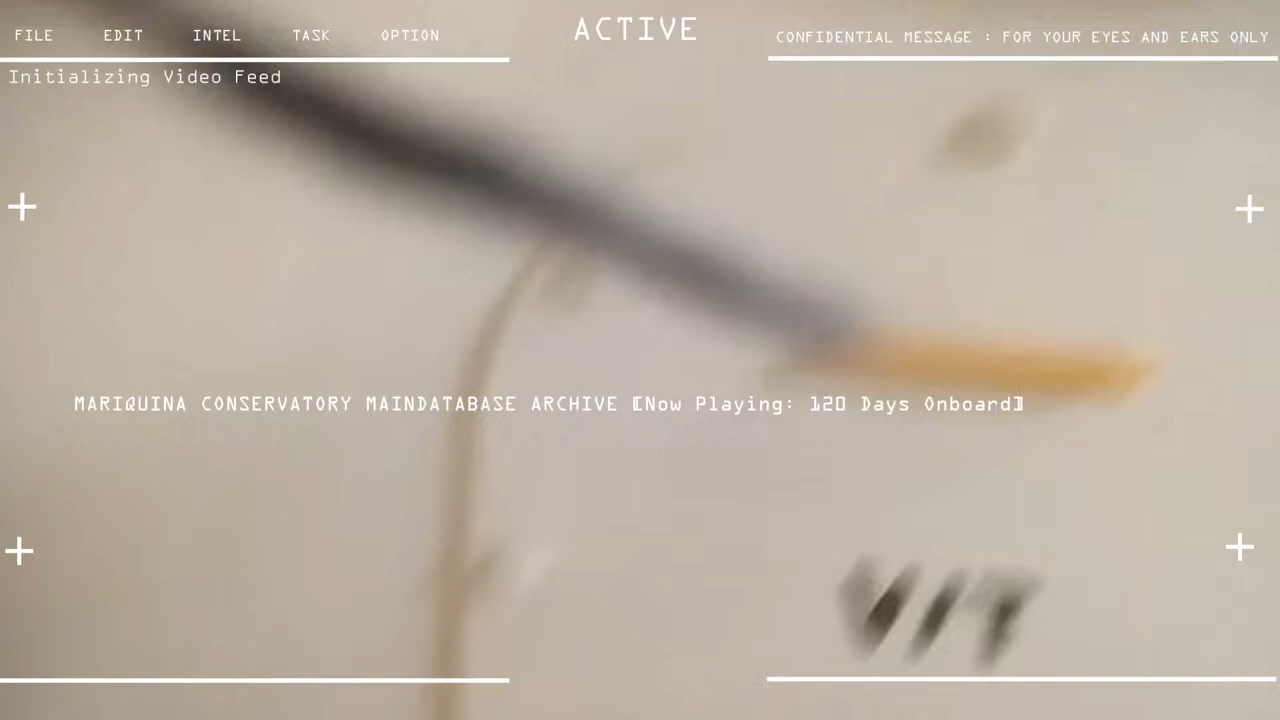 FILE EDIT INTEL TASK OPTION
ACTIVE
CONFIDENTIAL MESSAGE : FOR YOUR EYES AND EARS ONLY
Initializing Video Feed
MARIQUINA CONSERVATORY MAINDATABASE ARCHIVE [Now Playing: 120 Days Onboard]
VIT